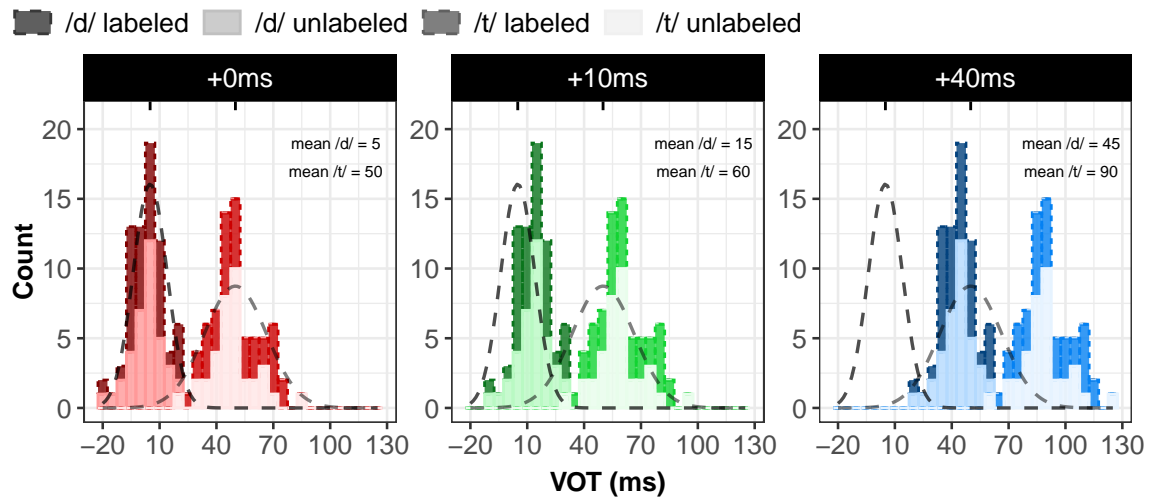 /d/ labeled /d/ unlabeled /t/ labeled /t/ unlabeled
+0ms +10ms +40ms
mean /d/ = 5
mean /t/ = 50
mean /d/ = 15
mean /t/ = 60
mean /d/ = 45
mean /t/ = 90
20
15
10
5
0
Count
−20 10 40 70 100 130
−20 10 40 70 100 130
−20 10 40 70 100 130
VOT (ms)